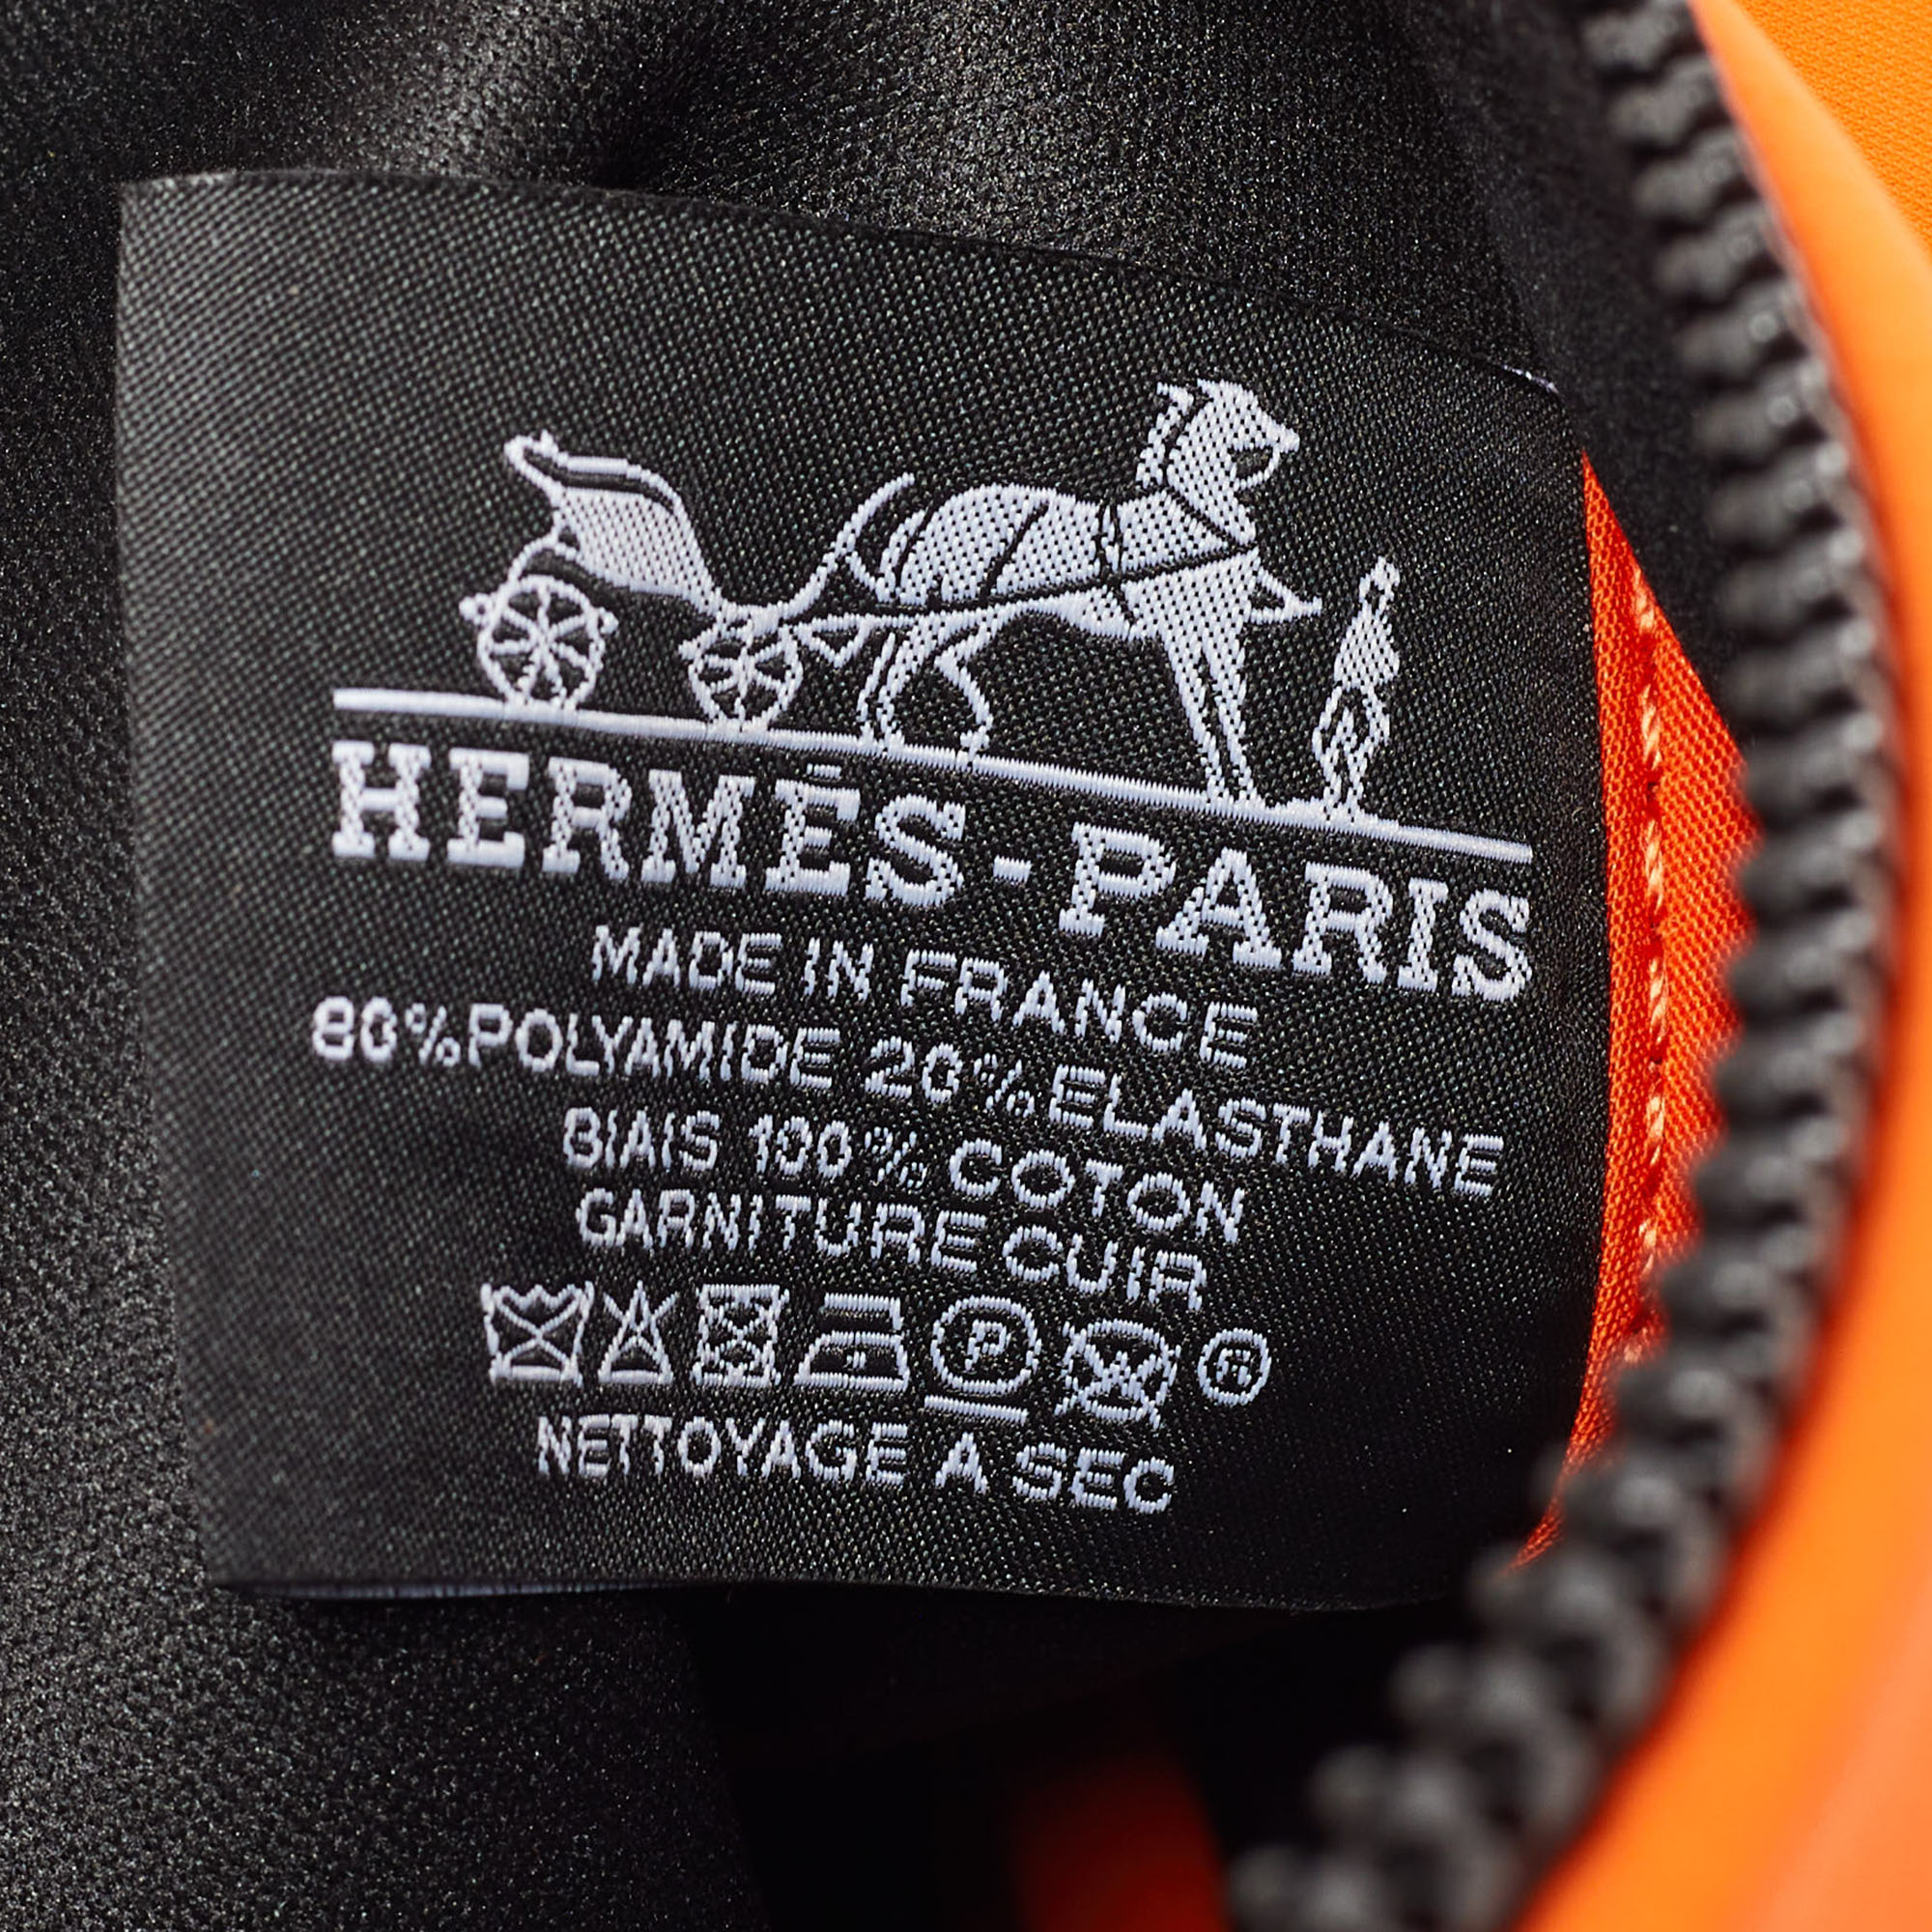 HERMÈS-PARIS
MADE IN FRANCE
80%POLYAMIDE 20%ELASTHANE
BIAIS 100% COTON
GARNITURE CUIR
P W ®
NETTOYAGE A SEC